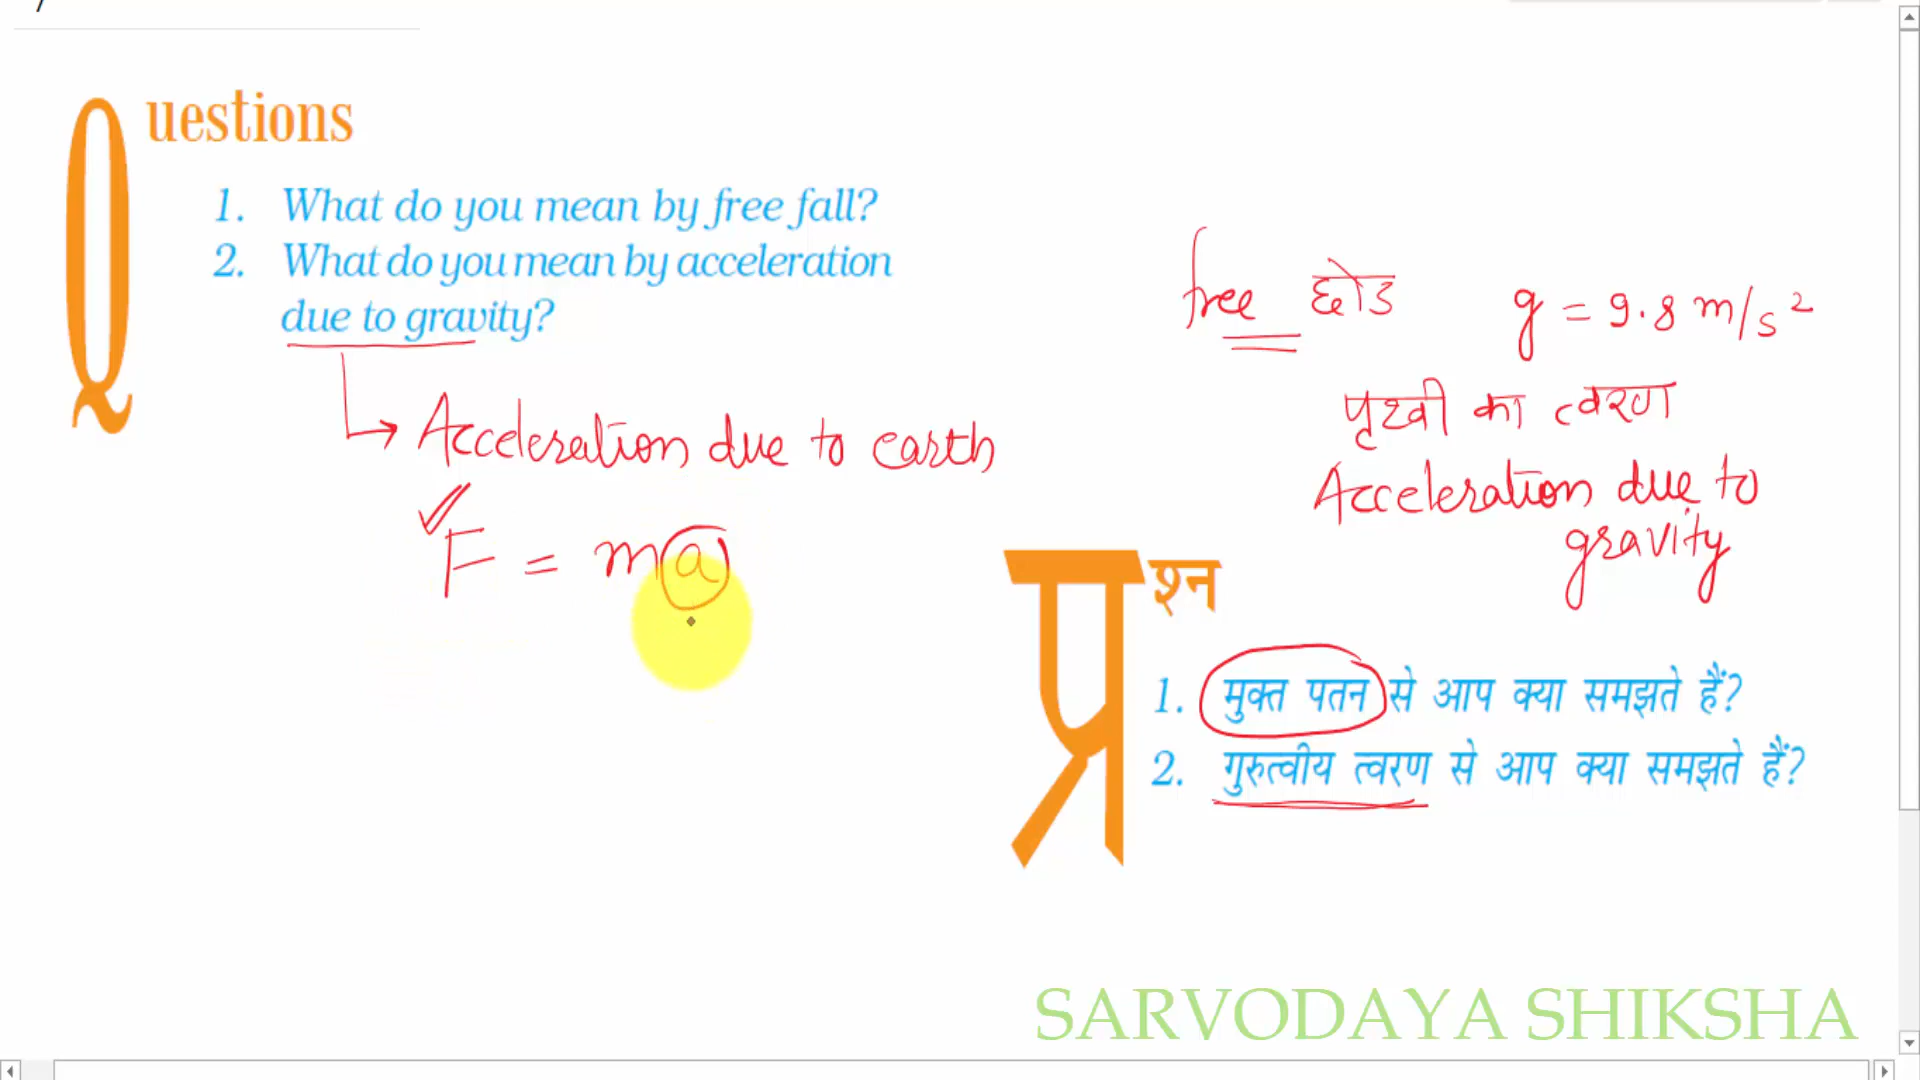 Questions
1. What do you mean by free fall?
2. What do you mean by acceleration
due to gravity?
→ Acceleration due to earth
F = ma
free छोड
g = 9.8 m/s²
पृथ्वी का त्वरण
Acceleration due to
gravity
प्रश्न
1. मुक्त पतन से आप क्या समझते हैं?
2. गुरुत्वीय त्वरण से आप क्या समझते हैं?
SARVODAYA SHIKSHA